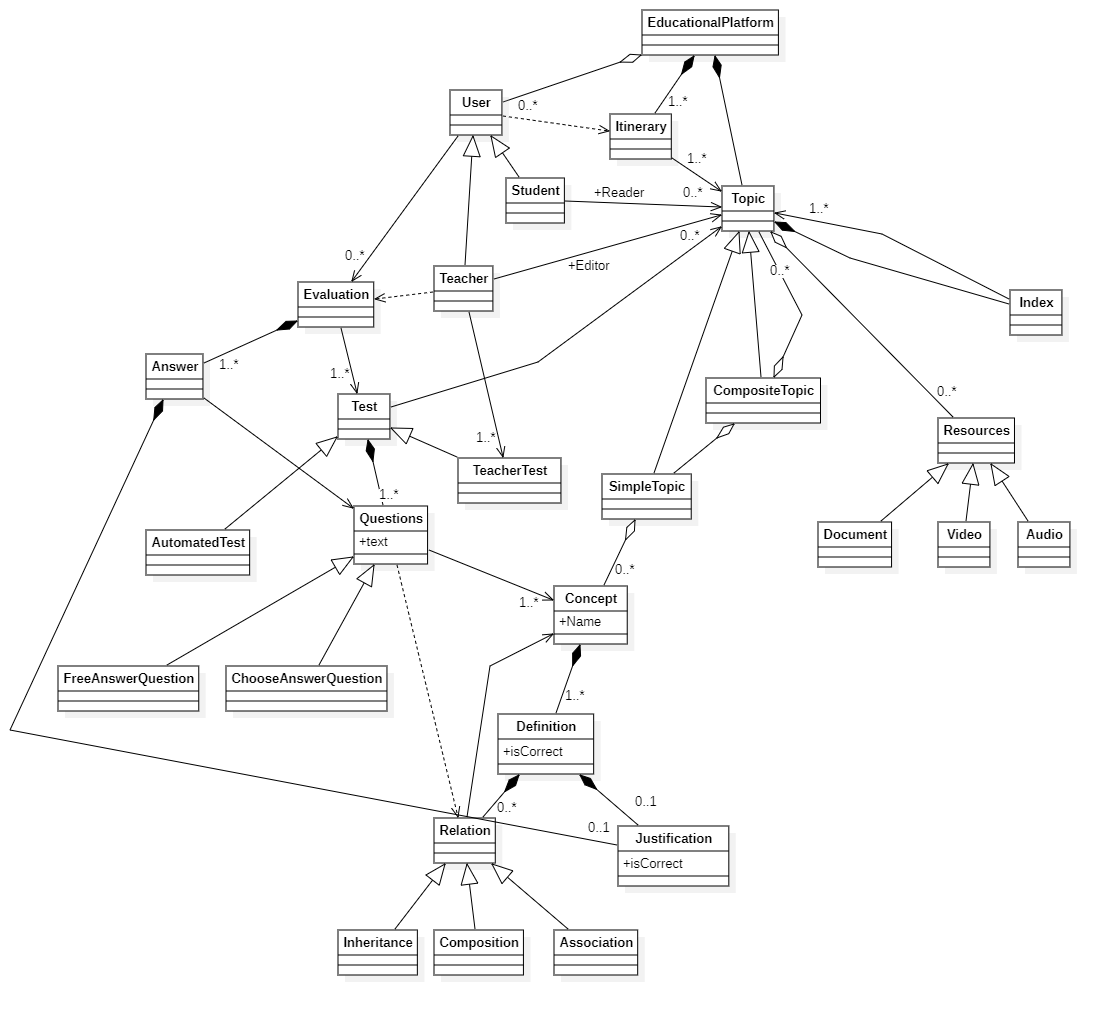 EducationalPlatform
User
0..*
1..*
Itinerary
1..*
Student
+Reader
0..*
Topic
1..*
0..*
+Editor
0..*
0..*
Teacher
Evaluation
Index
1..*
Answer
1..*
CompositeTopic
0..*
Test
Resources
1..*
TeacherTest
SimpleTopic
1..*
Questions
+text
AutomatedTest
Document
Video
Audio
0..*
Concept
+Name
1..*
FreeAnswerQuestion
ChooseAnswerQuestion
1..*
Definition
+isCorrect
0..*
0..1
0..1
Relation
Justification
+isCorrect
Inheritance
Composition
Association